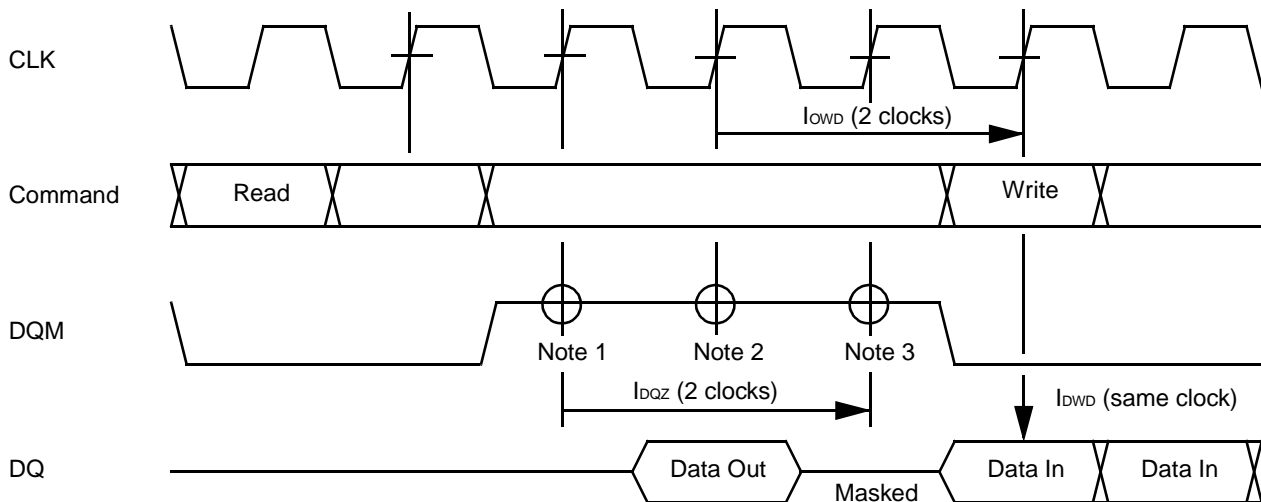 CLK
IOWD (2 clocks)
Command Read Write
DQM
Note 1 Note 2 Note 3
IDQZ (2 clocks)
IDWD (same clock)
DQ Data Out Data In Data In
Masked